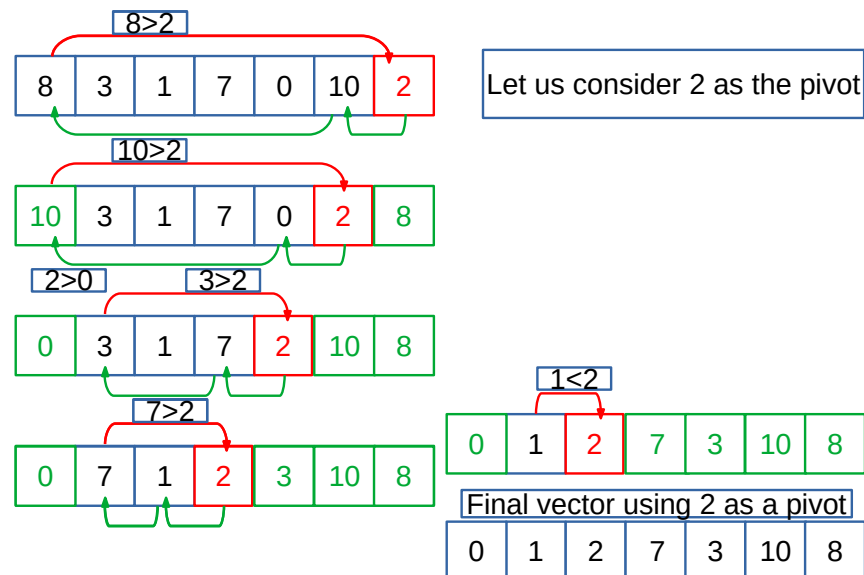 8>2
8 3 1 7 0 10 2
Let us consider 2 as the pivot
10>2
10 3 1 7 0 2 8
2>0 3>2
0 3 1 7 2 10 8
7>2
0 7 1 2 3 10 8
1<2
0 1 2 7 3 10 8
Final vector using 2 as a pivot
0 1 2 7 3 10 8